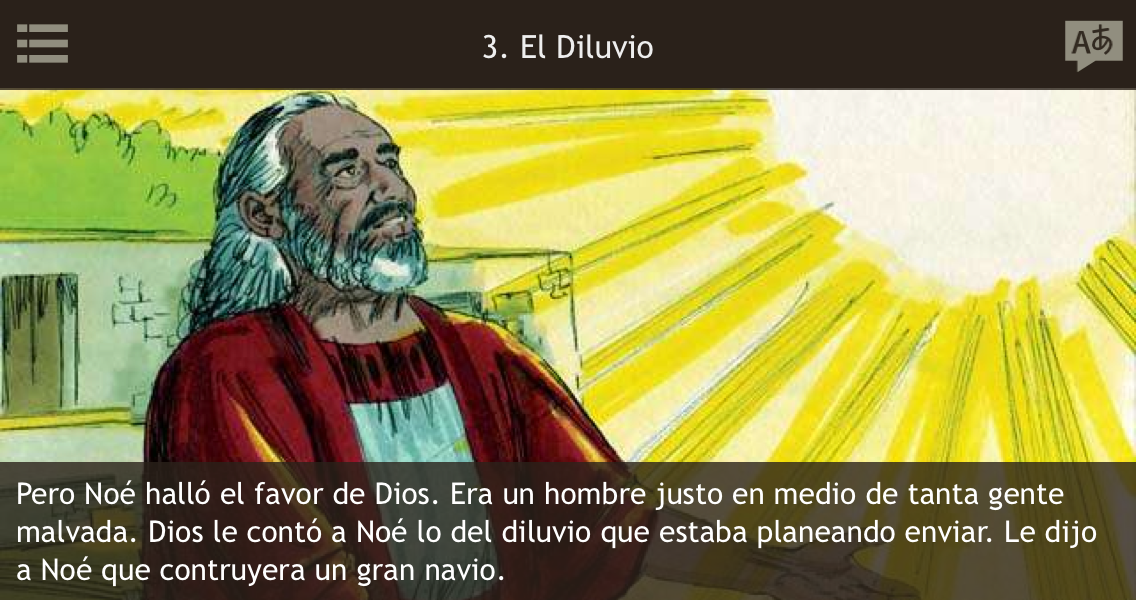 3. El Diluvio
Aあ
Pero Noé halló el favor de Dios. Era un hombre justo en medio de tanta gente
malvada. Dios le contó a Noé lo del diluvio que estaba planeando enviar. Le dijo
a Noé que contruyera un gran navio.